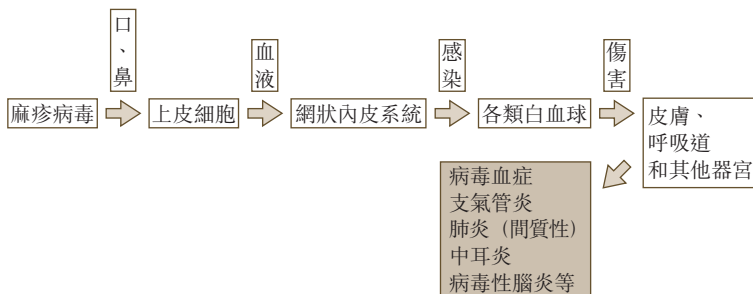 口、鼻
血液
感染
傷害
麻疹病毒
上皮細胞
網狀內皮系統
各類白血球
皮膚、
呼吸道
和其他器宮
病毒血症
支氣管炎
肺炎（間質性）
中耳炎
病毒性腦炎等